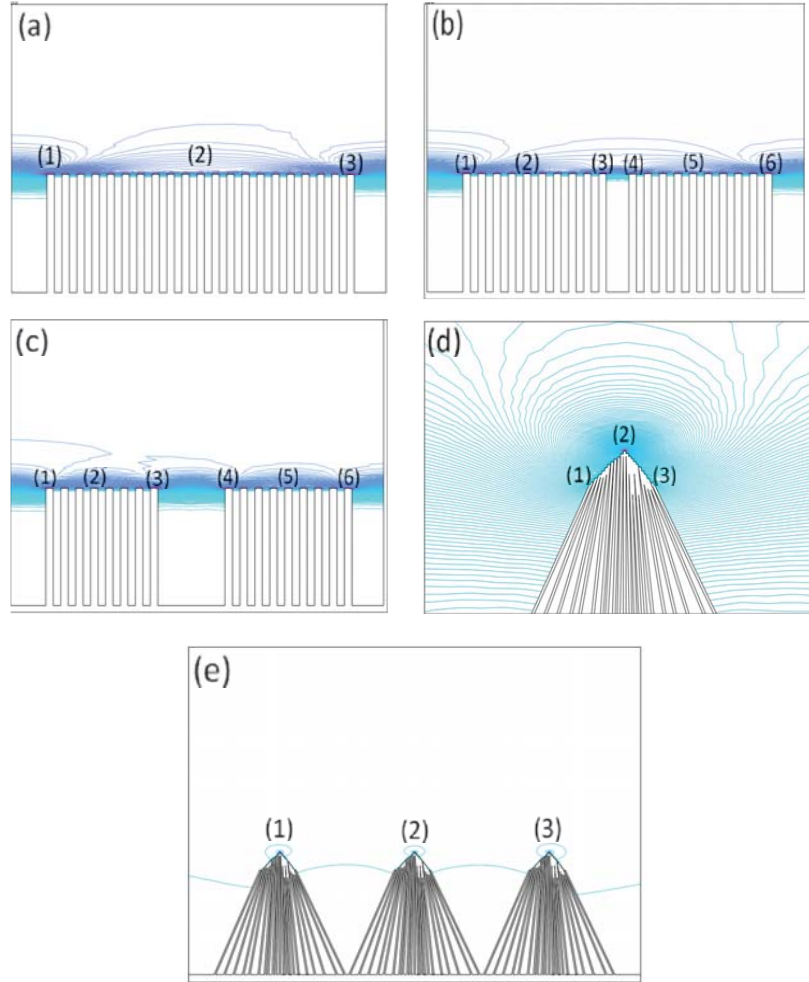 (a)
(1) (2) (3)
(b)
(1) (2) (3) (4) (5) (6)
(c)
(1) (2) (3) (4) (5) (6)
(d)
(2)
(1) (3)
(e)
(1) (2) (3)